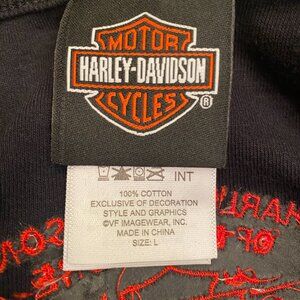 MOTOR
HARLEY-DAVIDSON
CYCLES
®
INT
100% COTTON
EXCLUSIVE OF DECORATION
STYLE AND GRAPHICS
©VF IMAGEWEAR, INC.
MADE IN CHINA
SIZE: L